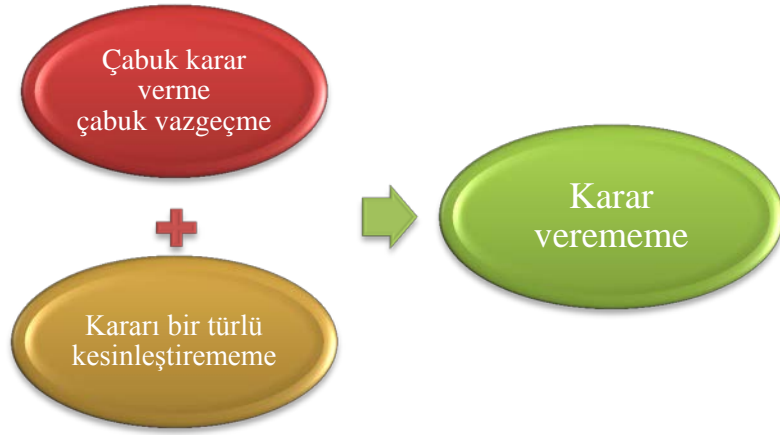 Çabuk karar
verme
çabuk vazgeçme
Kararı bir türlü
kesinleştirememe
Karar
verememe